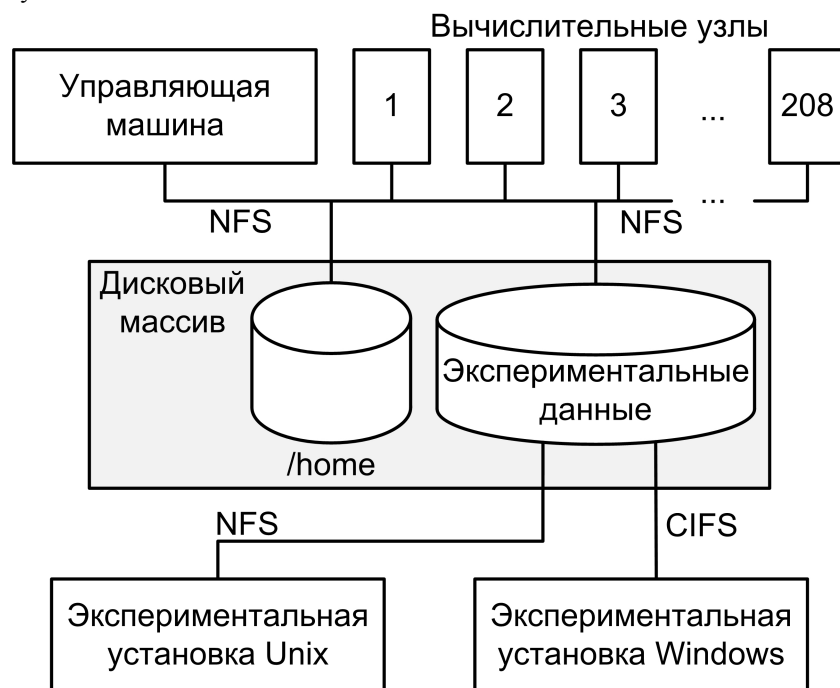 Вычислительные узлы
Управляющая
машина
1
2
3
...
208
...
NFS
NFS
Дисковый
массив
Экспериментальные
данные
/home
NFS
CIFS
Экспериментальная
установка Unix
Экспериментальная
установка Windows